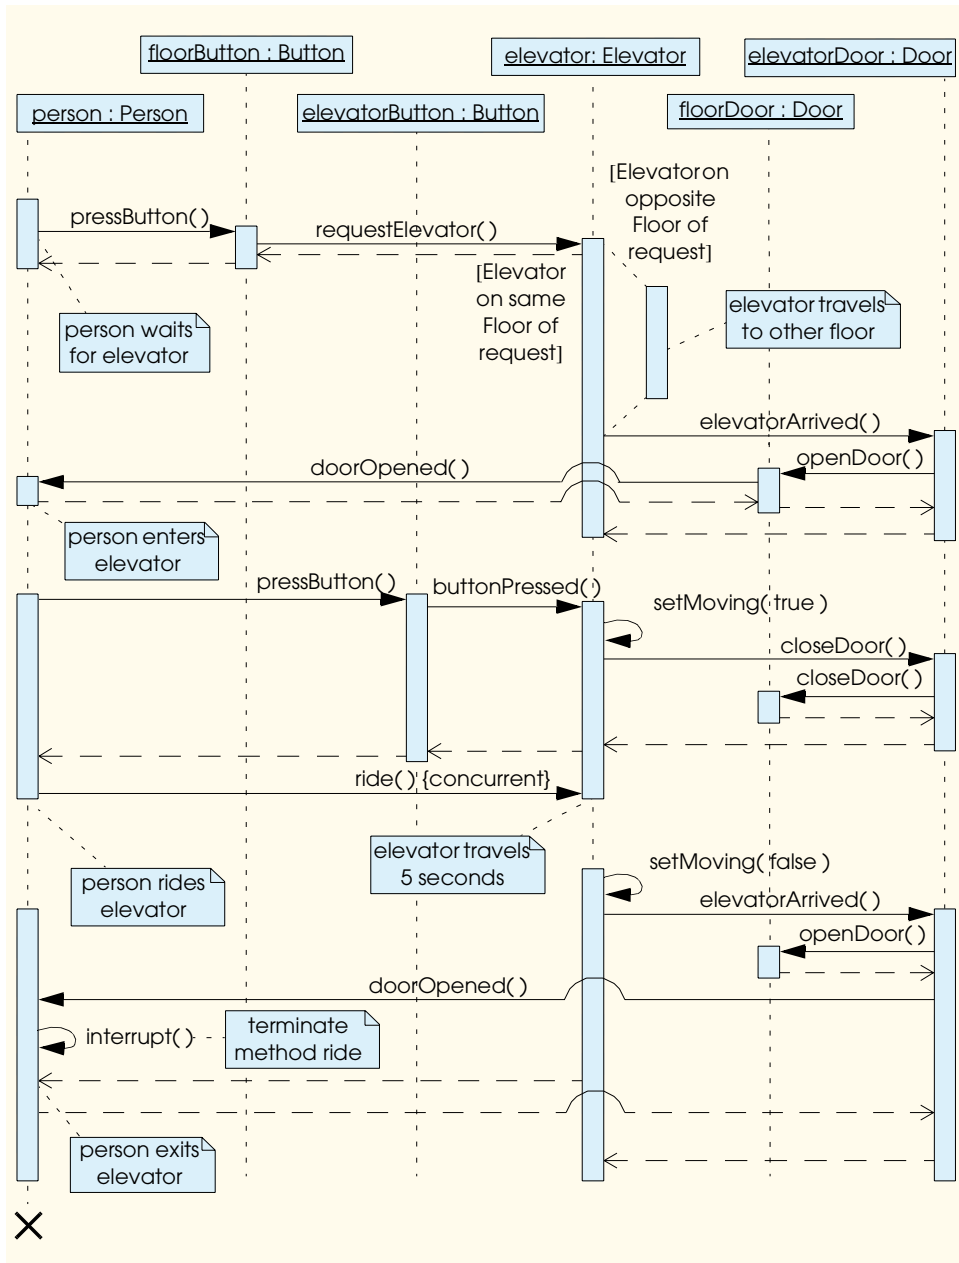 floorButton : Button
elevator: Elevator
elevatorDoor : Door
person : Person
elevatorButton : Button
floorDoor : Door
[Elevator on
opposite
Floor of
request]
pressButton( )
requestElevator( )
[Elevator
on same
Floor of
request]
person waits
for elevator
elevator travels
to other floor
elevatorArrived( )
openDoor( )
doorOpened( )
person enters
elevator
pressButton( )
buttonPressed( )
setMoving( true )
closeDoor( )
closeDoor( )
ride( ) {concurrent}
elevator travels
5 seconds
person rides
elevator
setMoving( false )
elevatorArrived( )
openDoor( )
doorOpened( )
interrupt( )
terminate
method ride
person exits
elevator